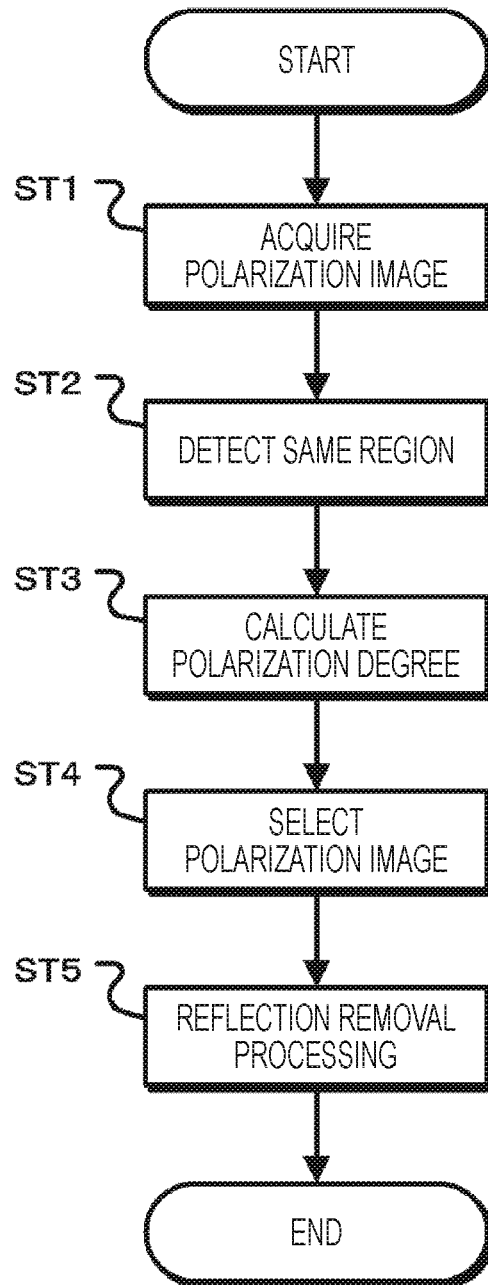 START
ST1
ACQUIRE
POLARIZATION IMAGE
ST2
DETECT SAME REGION
ST3
CALCULATE
POLARIZATION DEGREE
ST4
SELECT
POLARIZATION IMAGE
ST5
REFLECTION REMOVAL
PROCESSING
END